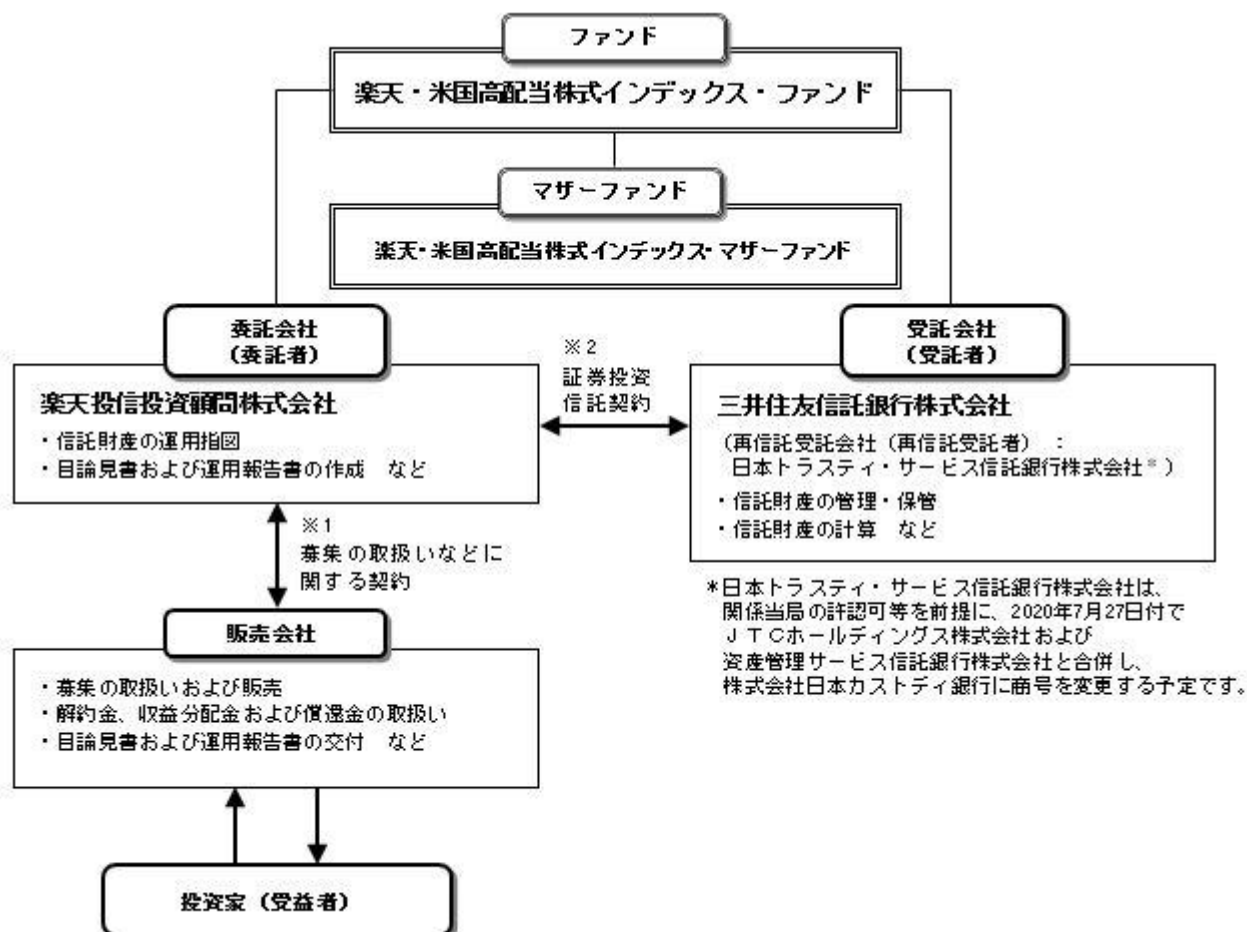 ファンド
楽天・米国高配当株式インデックス・ファンド
マザーファンド
楽天・米国高配当株式インデックス・マザーファンド
委託会社
(委託者)
楽天投信投資顧問株式会社
・信託財産の運用指図
・目論見書および運用報告書の作成 など
※2
証券投資
信託契約
受託会社
(受託者)
三井住友信託銀行株式会社
(再信託受託会社(再信託受託者):
日本トラスティ・サービス信託銀行株式会社*)
・信託財産の管理・保管
・信託財産の計算 など
※1
募集の取扱いなどに
関する契約
*日本トラスティ・サービス信託銀行株式会社は、
関係当局の許認可等を前提に、2020年7月27日付で
JTCホールディングス株式会社および
資産管理サービス信託銀行株式会社と合併し、
株式会社日本カストディ銀行に商号を変更する予定です。
販売会社
・募集の取扱いおよび販売
・解約金、収益分配金および償還金の取扱い
・目論見書および運用報告書の交付 など
投資家(受益者)